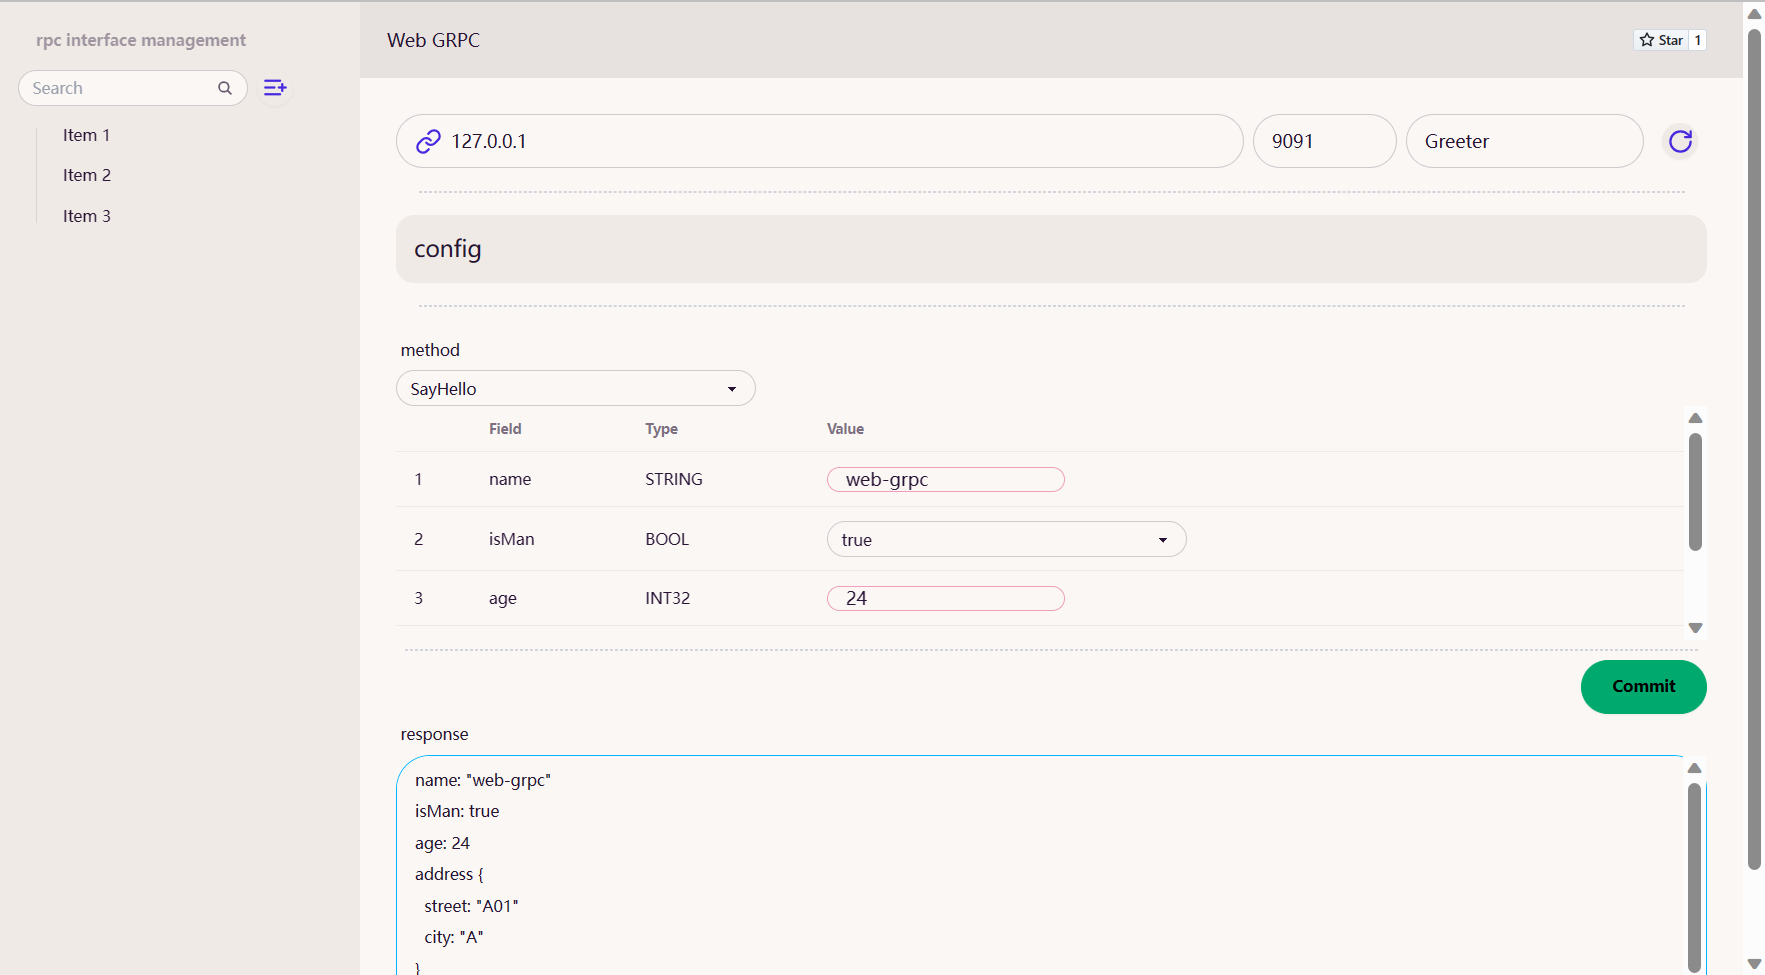 rpc interface management
Search
Item 1
Item 2
Item 3
Web GRPC
Star 1
127.0.0.1
9091
Greeter
config
method
SayHello
Field Type Value
1 name STRING web-grpc
2 isMan BOOL true
3 age INT32 24
Commit
response
name: "web-grpc"
isMan: true
age: 24
address {
street: "A01"
city: "A"
}